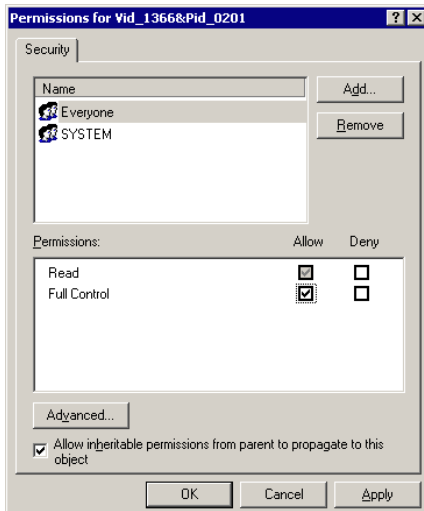 Permissions for Vid_1366&Pid_0201
Security
Name
Add...
Everyone
Remove
SYSTEM
Permissions: Allow Deny
Read
Full Control
Advanced...
Allow inheritable permissions from parent to propagate to this
object
OK Cancel Apply